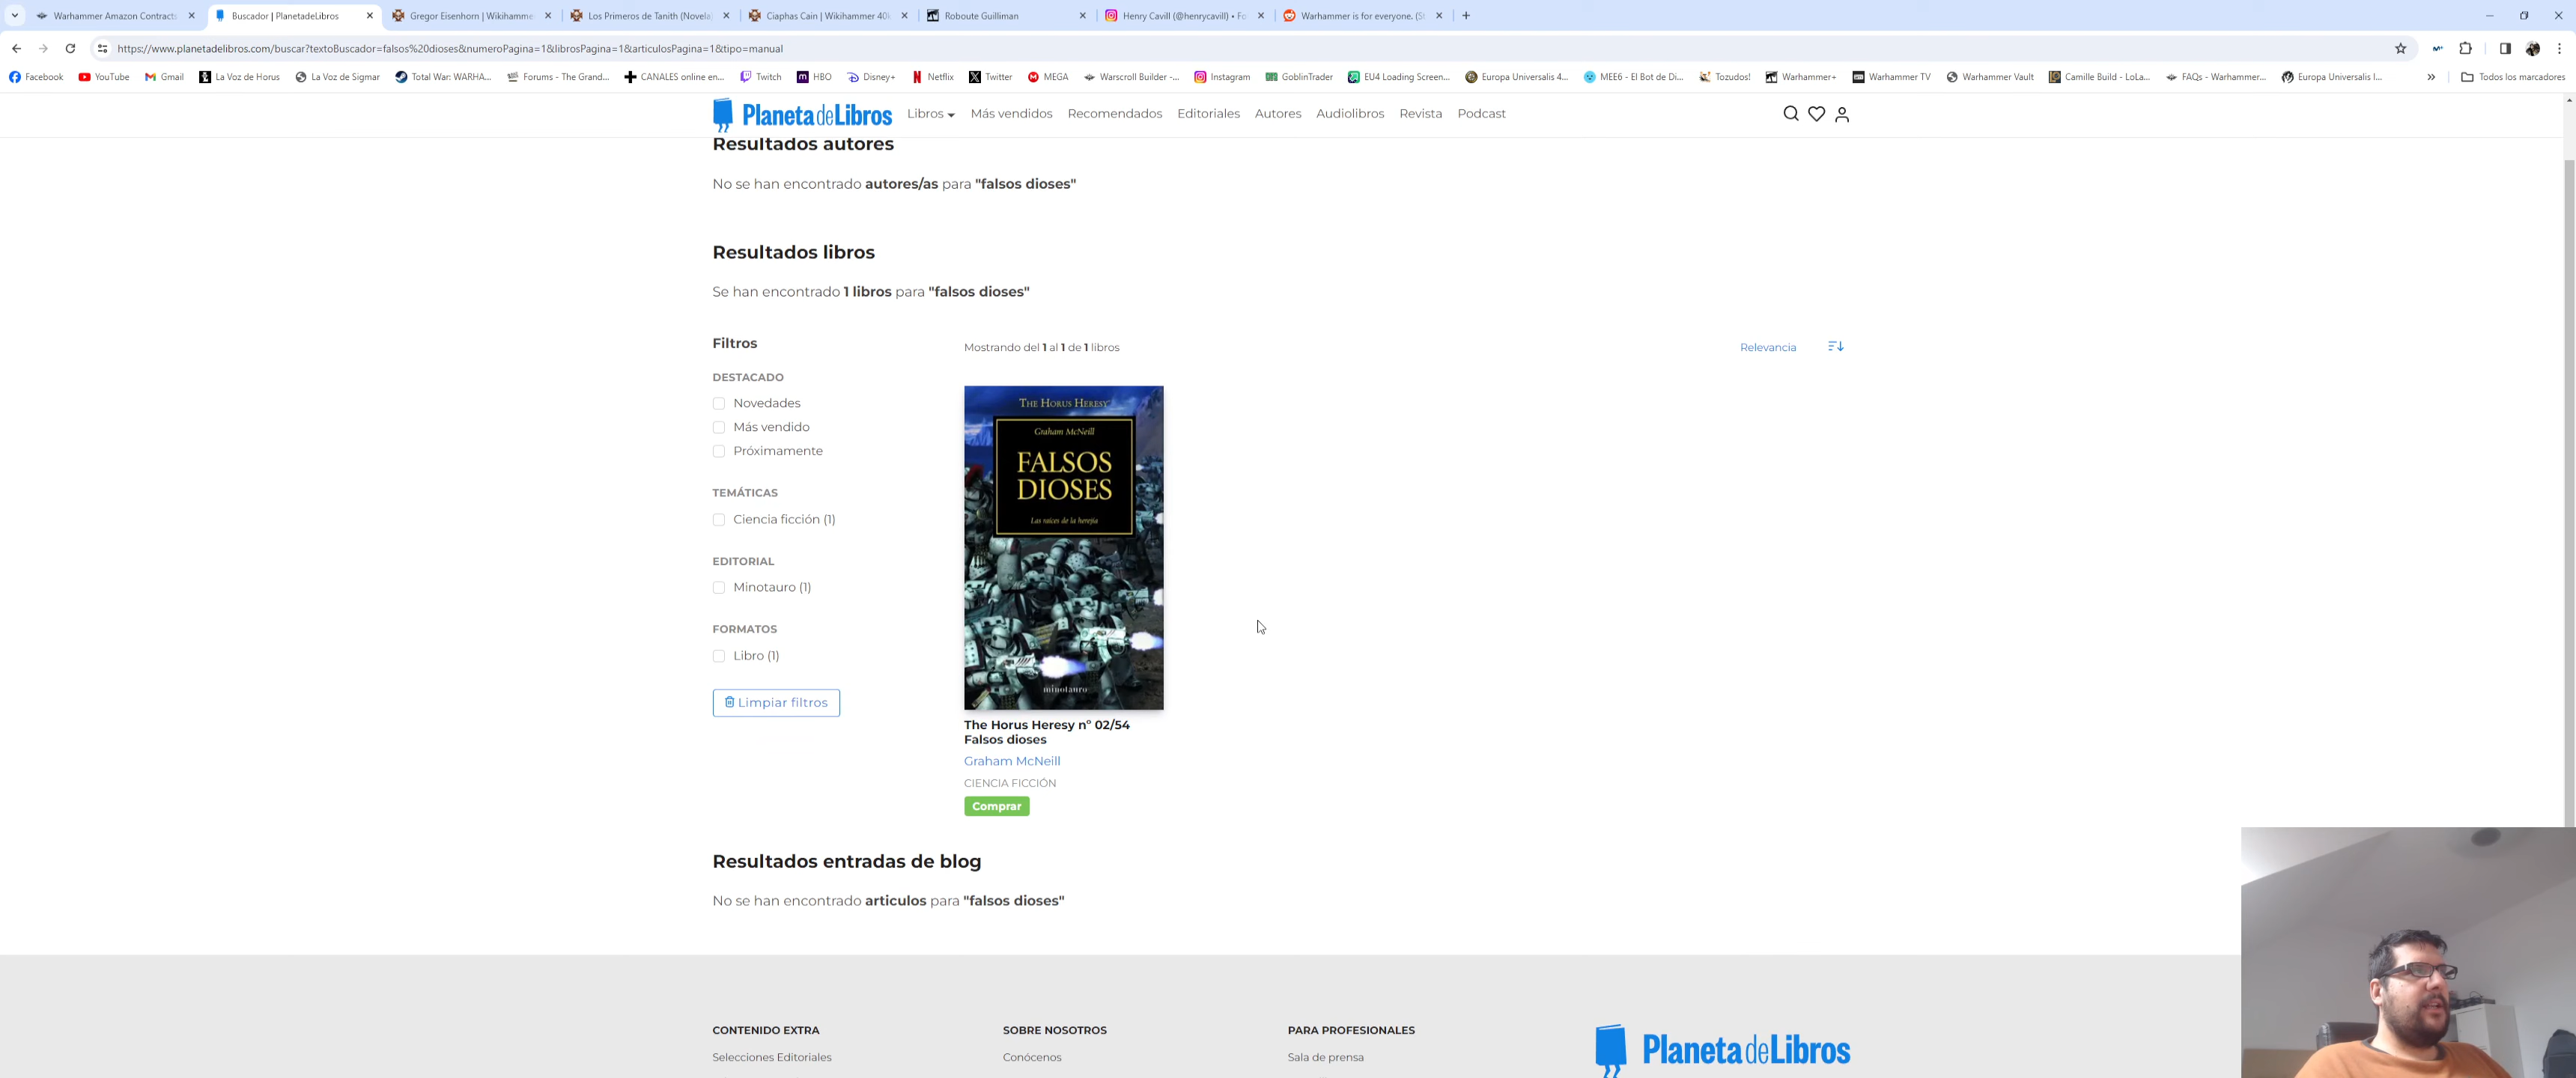 Warhammer Amazon Contracts
Buscador | PlanetadeLibros
Gregor Eisenhorn | Wikihamme
Los Primeros de Tanith (Novela)
Ciaphas Cain | Wikihammer 40k
Roboute Guilliman
Henry Cavill (@henrycavill) • Fo
Warhammer is for everyone. (St
https://www.planetadelibros.com/buscar?textoBuscador=falsos%20dioses&numeroPagina=1&librosPagina=1&articulosPagina=1&tipo=manual
Facebook
YouTube
Gmail
La Voz de Horus
La Voz de Sigmar
Total War: WARHA...
Forums - The Grand...
CANALES online en...
Twitch
HBO
Disney+
Netflix
Twitter
MEGA
Warscroll Builder -...
Instagram
GoblinTrader
EU4 Loading Screen...
Europa Universalis 4...
MEE6 - El Bot de Di...
Tozudos!
Warhammer+
Warhammer TV
Warhammer Vault
Camille Build - LoLa...
FAQs - Warhammer...
Europa Universalis I...
Todos los marcadores
PlanetadeLibros
Libros
Más vendidos
Recomendados
Editoriales
Autores
Audiolibros
Revista
Podcast
Resultados autores
No se han encontrado autores/as para "falsos dioses"
Resultados libros
Se han encontrado 1 libros para "falsos dioses"
Filtros
DESTACADO
Novedades
Más vendido
Próximamente
TEMÁTICAS
Ciencia ficción (1)
EDITORIAL
Minotauro (1)
FORMATOS
Libro (1)
Limpiar filtros
Mostrando del 1 al 1 de 1 libros
Relevancia
THE HORUS HERESY
Graham McNeill
FALSOS
DIOSES
Las raíces de la herejía
minotauro
The Horus Heresy nº 02/54
Falsos dioses
Graham McNeill
CIENCIA FICCIÓN
Comprar
Resultados entradas de blog
No se han encontrado articulos para "falsos dioses"
CONTENIDO EXTRA
Selecciones Editoriales
SOBRE NOSOTROS
Conócenos
PARA PROFESIONALES
Sala de prensa
PlanetadeLibros